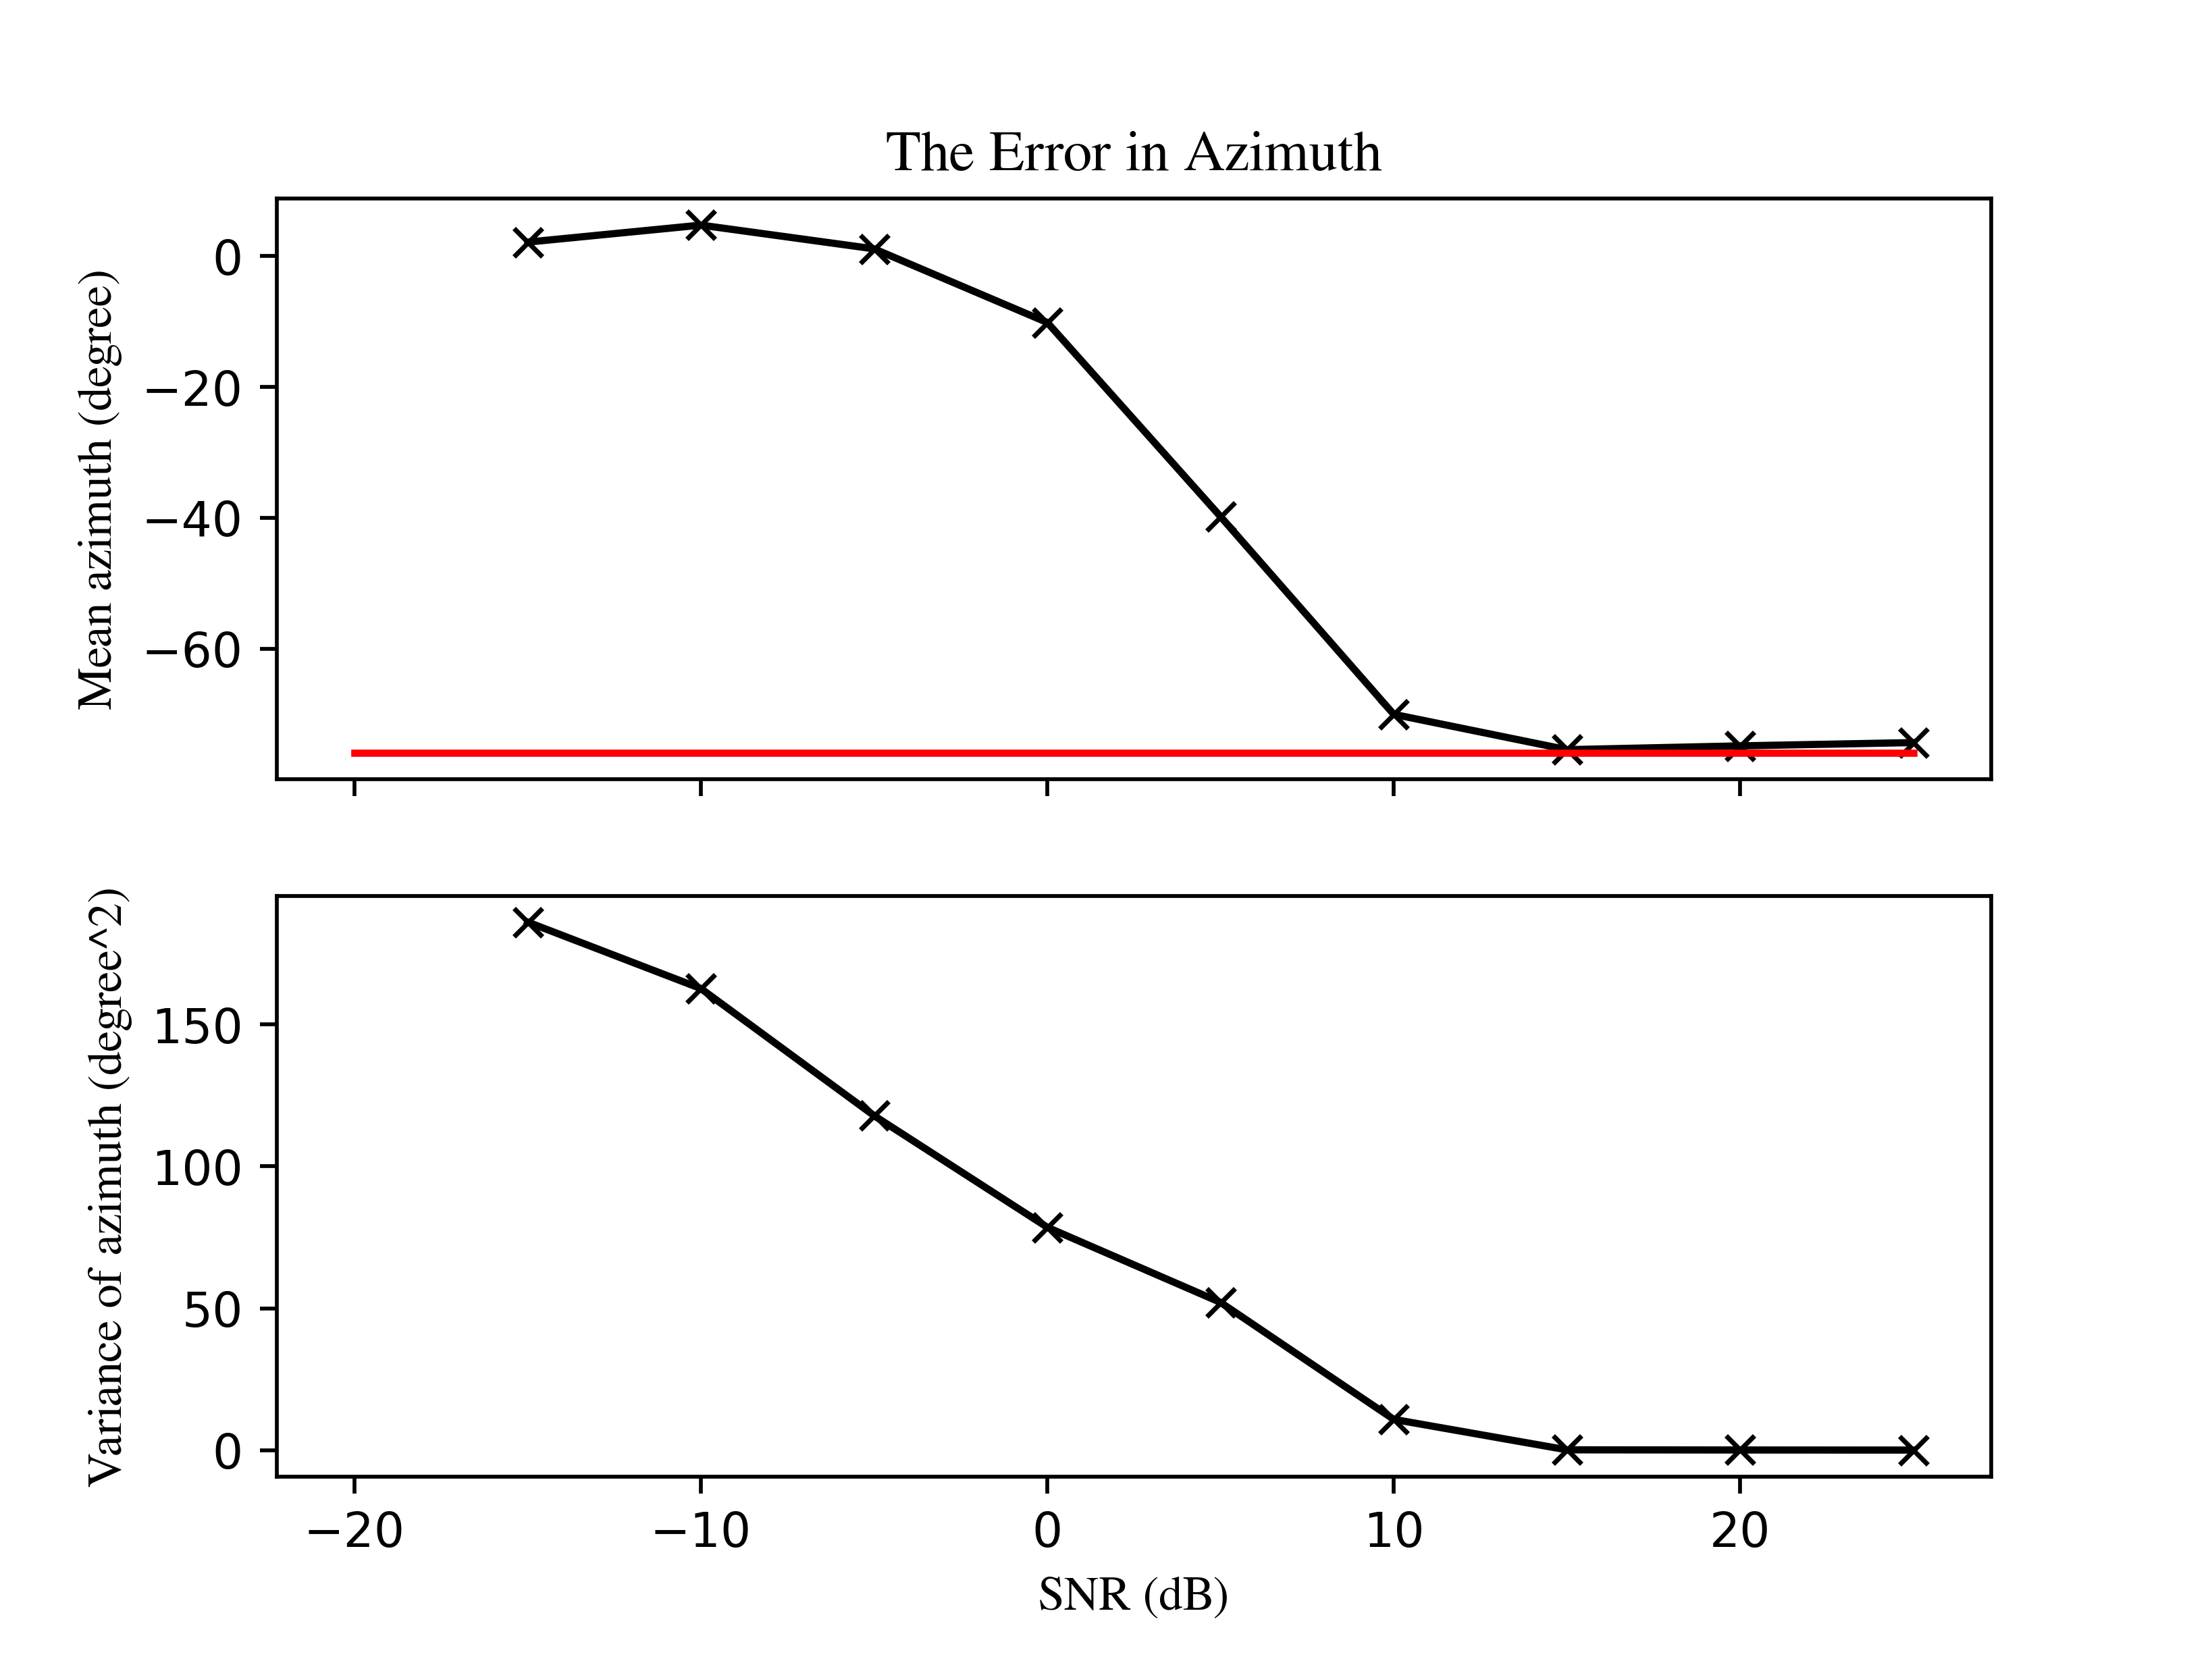 The Error in Azimuth
Mean azimuth (degree)
0
−20
−40
−60
Variance of azimuth (degree^2)
150
100
50
0
−20 −10 0 10 20
SNR (dB)